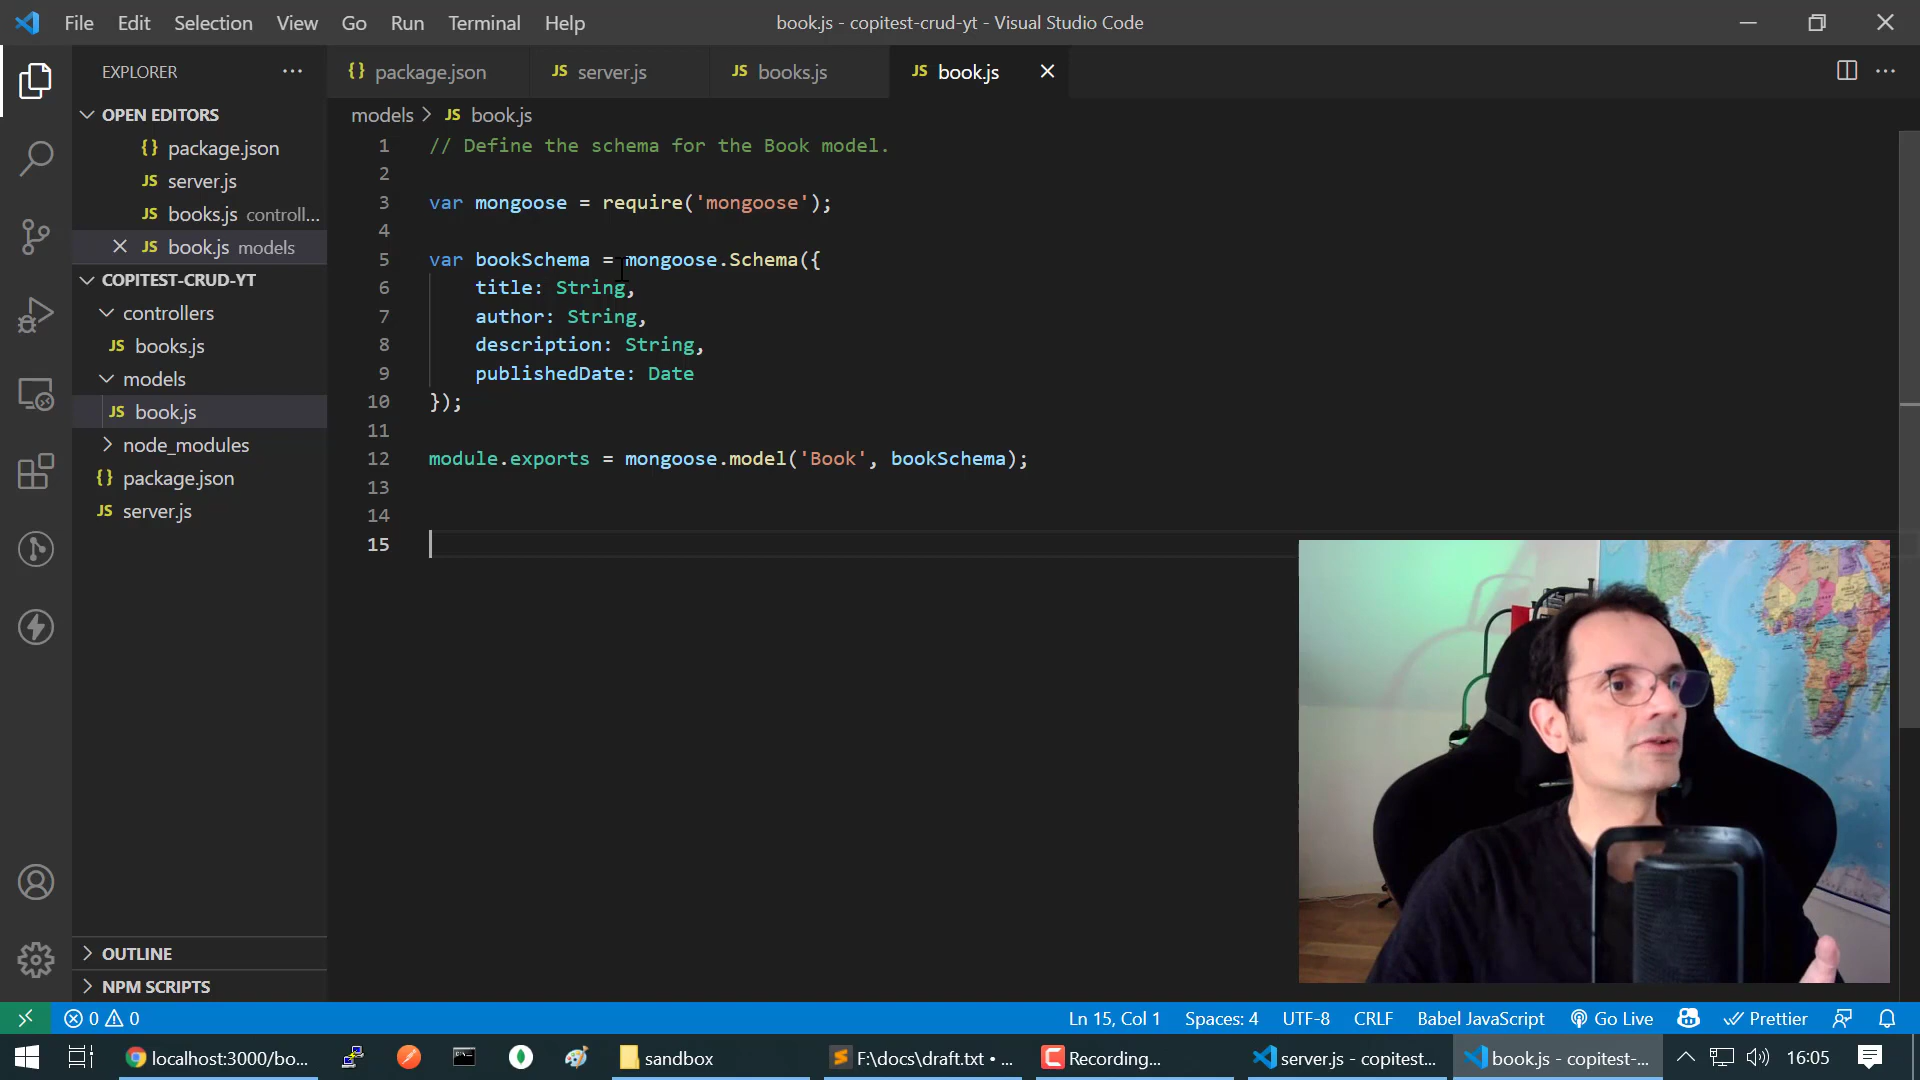 File Edit Selection View Go Run Terminal Help
book.js - copitest-crud-yt - Visual Studio Code
EXPLORER
OPEN EDITORS
{} package.json
JS server.js
JS books.js controll...
JS book.js models
COPITEST-CRUD-YT
controllers
JS books.js
models
JS book.js
node_modules
{} package.json
JS server.js
OUTLINE
NPM SCRIPTS
{} package.json JS server.js JS books.js JS book.js
models > JS book.js
1 // Define the schema for the Book model.
2
3 var mongoose = require('mongoose');
4
5 var bookSchema = mongoose.Schema({
6 title: String,
7 author: String,
8 description: String,
9 publishedDate: Date
10 });
11
12 module.exports = mongoose.model('Book', bookSchema);
13
14
15
0 0 Ln 15, Col 1 Spaces: 4 UTF-8 CRLF Babel JavaScript Go Live Prettier
localhost:3000/bo... sandbox F:\docs\draft.txt • ... Recording... server.js - copitest... book.js - copitest-... 16:05